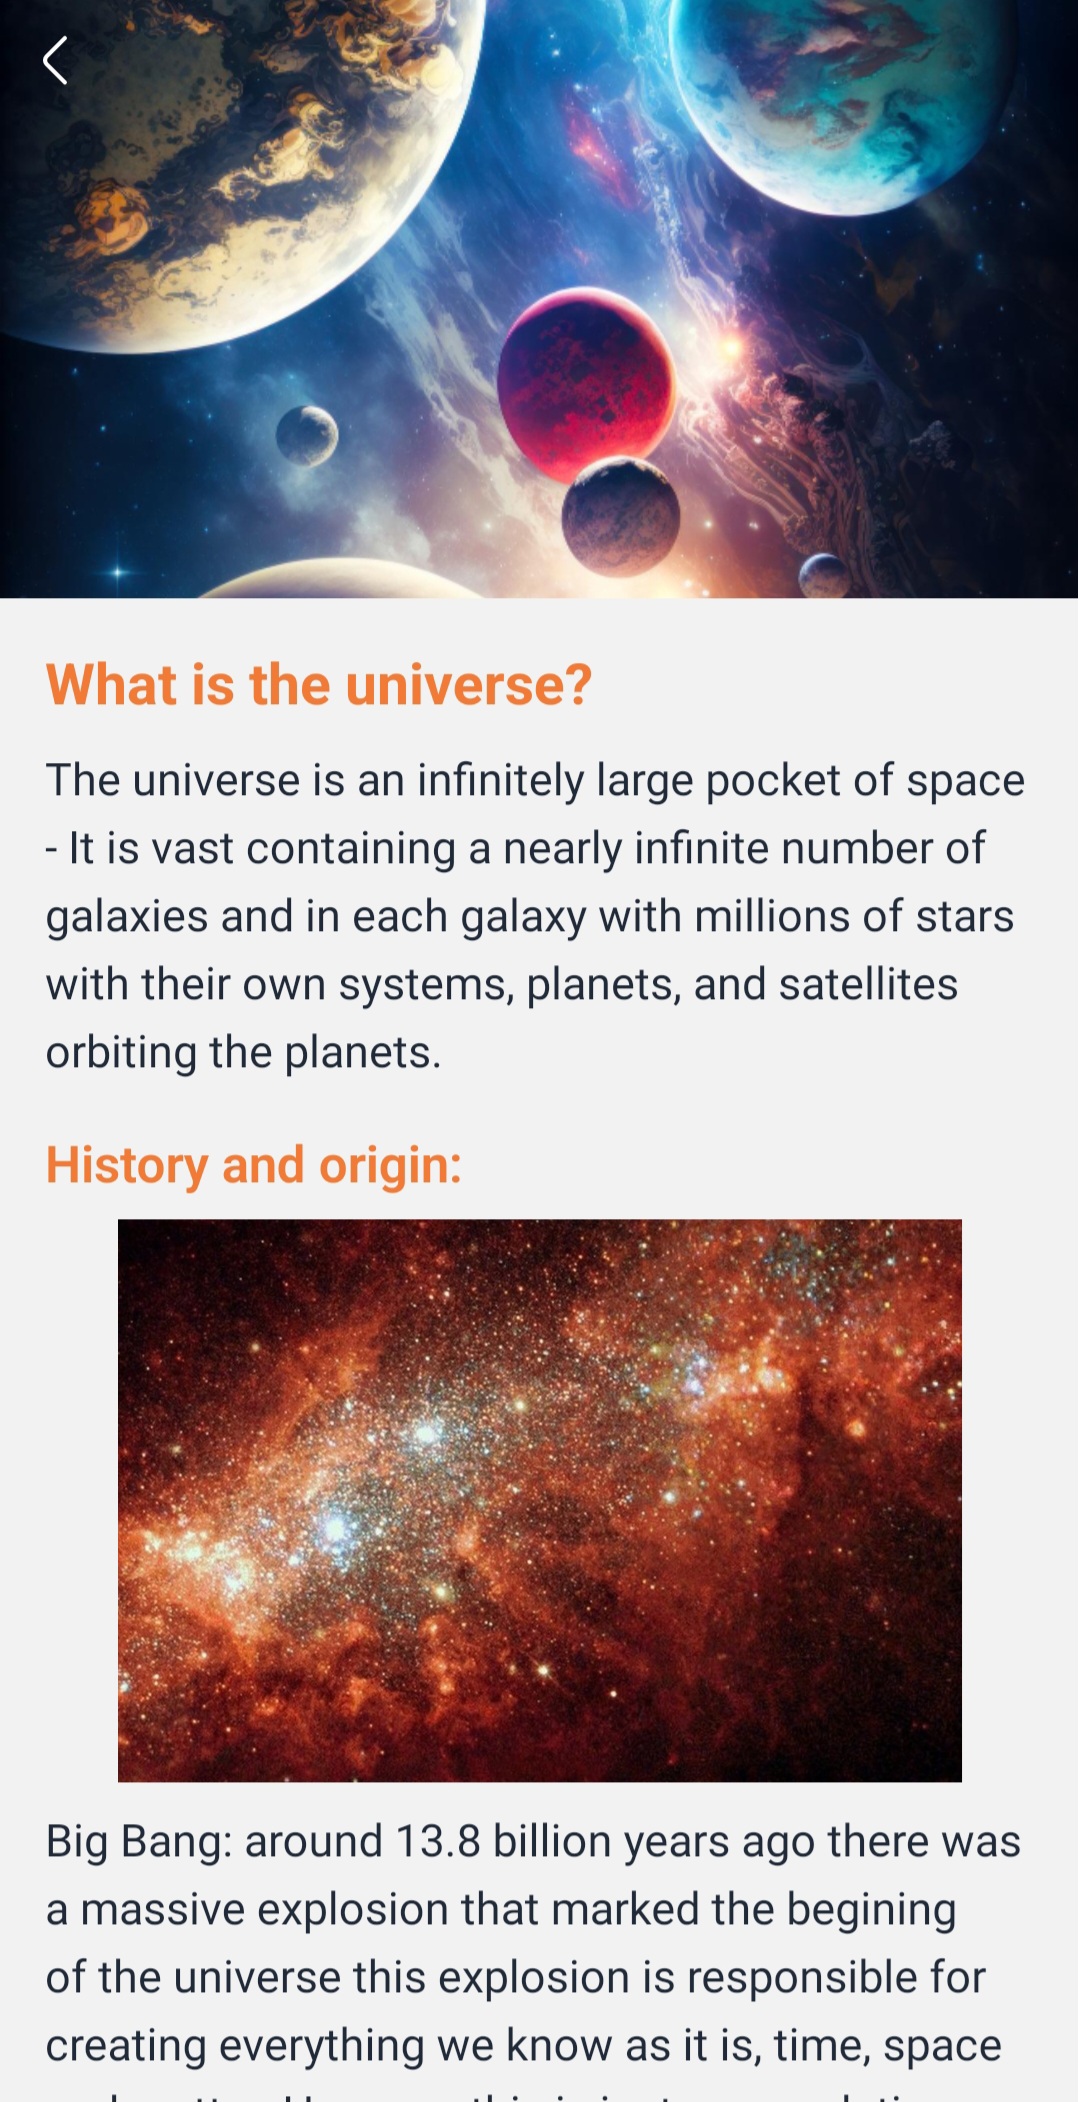 What is the universe?
The universe is an infinitely large pocket of space
- It is vast containing a nearly infinite number of
galaxies and in each galaxy with millions of stars
with their own systems, planets, and satellites
orbiting the planets.
History and origin:
Big Bang: around 13.8 billion years ago there was
a massive explosion that marked the begining
of the universe this explosion is responsible for
creating everything we know as it is, time, space